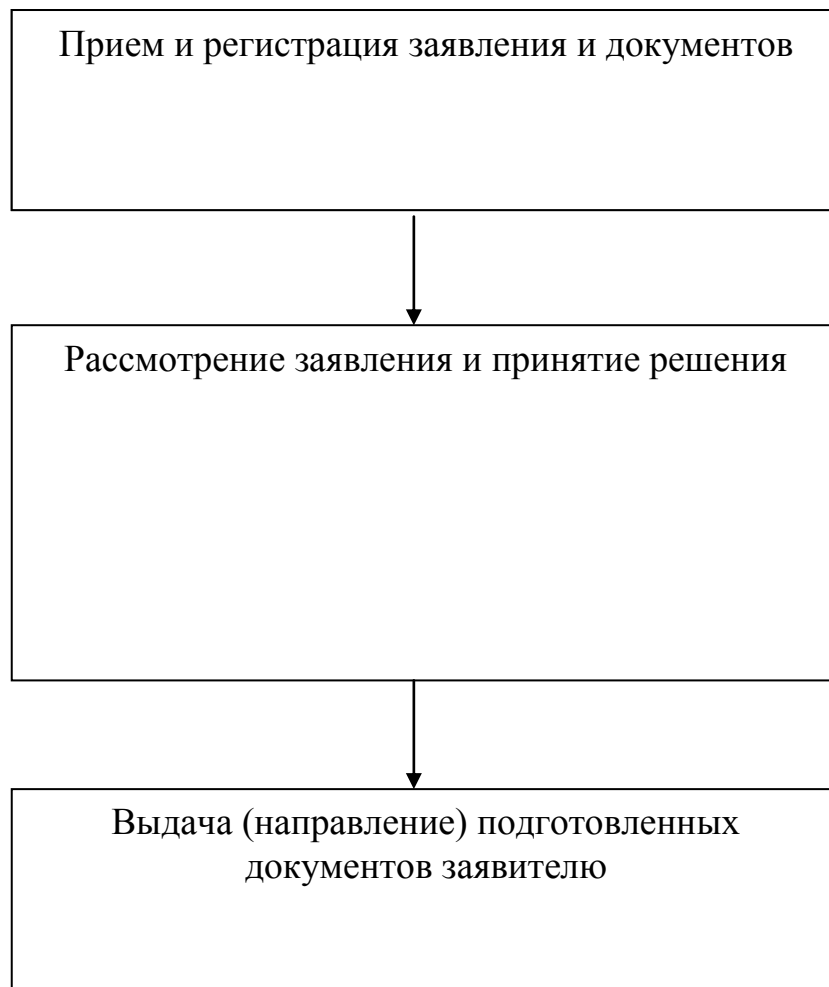 Прием и регистрация заявления и документов
Рассмотрение заявления и принятие решения
Выдача (направление) подготовленных
документов заявителю